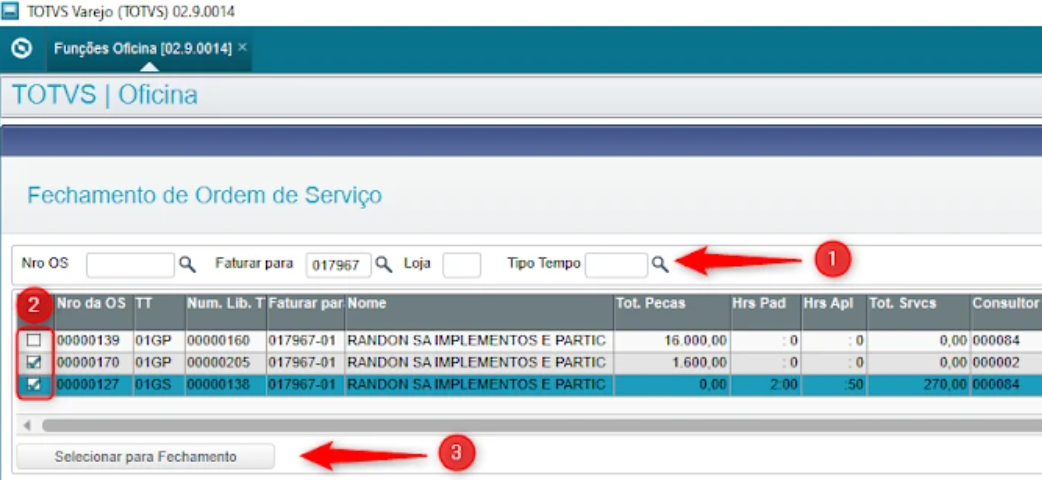 TOTVS Varejo (TOTVS) 02.9.0014
Funções Oficina [02.9.0014] ×
TOTVS | Oficina
Fechamento de Ordem de Serviço
Nro OS Faturar para 017967 Loja Tipo Tempo 1
2 Nro da OS TT Num. Lib. T Faturar par Nome Tot. Pecas Hrs Pad Hrs Apl Tot. Srvcs Consultor
00000139 01GP 00000160 017967-01 RANDON SA IMPLEMENTOS E PARTIC 16.000,00 : 0 : 0 0,00 000084
00000170 01GP 00000205 017967-01 RANDON SA IMPLEMENTOS E PARTIC 1.600,00 : 0 : 0 0,00 000002
00000127 01GS 00000138 017967-01 RANDON SA IMPLEMENTOS E PARTIC 0,00 2:00 :50 270,00 000084
Selecionar para Fechamento 3